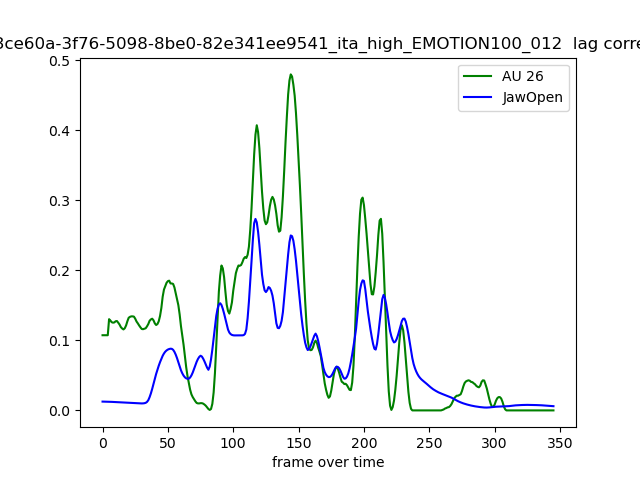 3ce60a-3f76-5098-8be0-82e341ee9541_ita_high_EMOTION100_012 lag corre
AU 26
JawOpen
0.5
0.4
0.3
0.2
0.1
0.0
0 50 100 150 200 250 300 350
frame over time